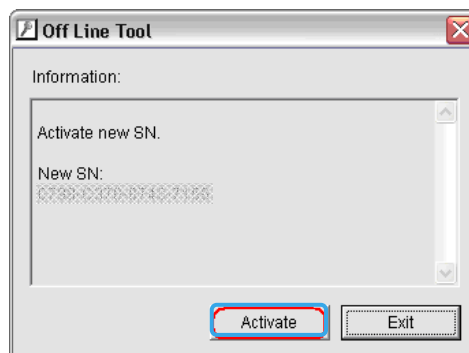 Off Line Tool
Information:
Activate new SN.
New SN:
Activate
Exit